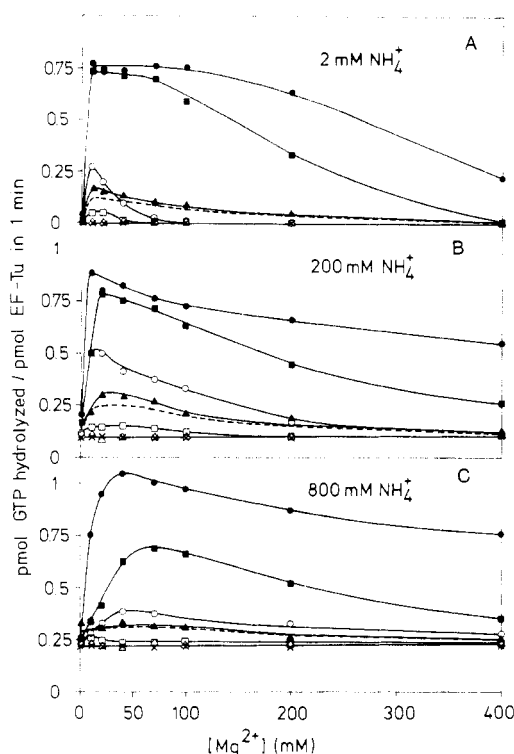 A
2 mM NH4+
0.75
0.5
0.25
0
1
B
200 mM NH4+
0.75
0.5
0.25
0
1
C
800 mM NH4+
0.75
0.5
0.25
0
pmol GTP hydrolyzed / pmol EF-Tu in 1 min
0 50 100 200 300 400
[Mg2+] (mM)